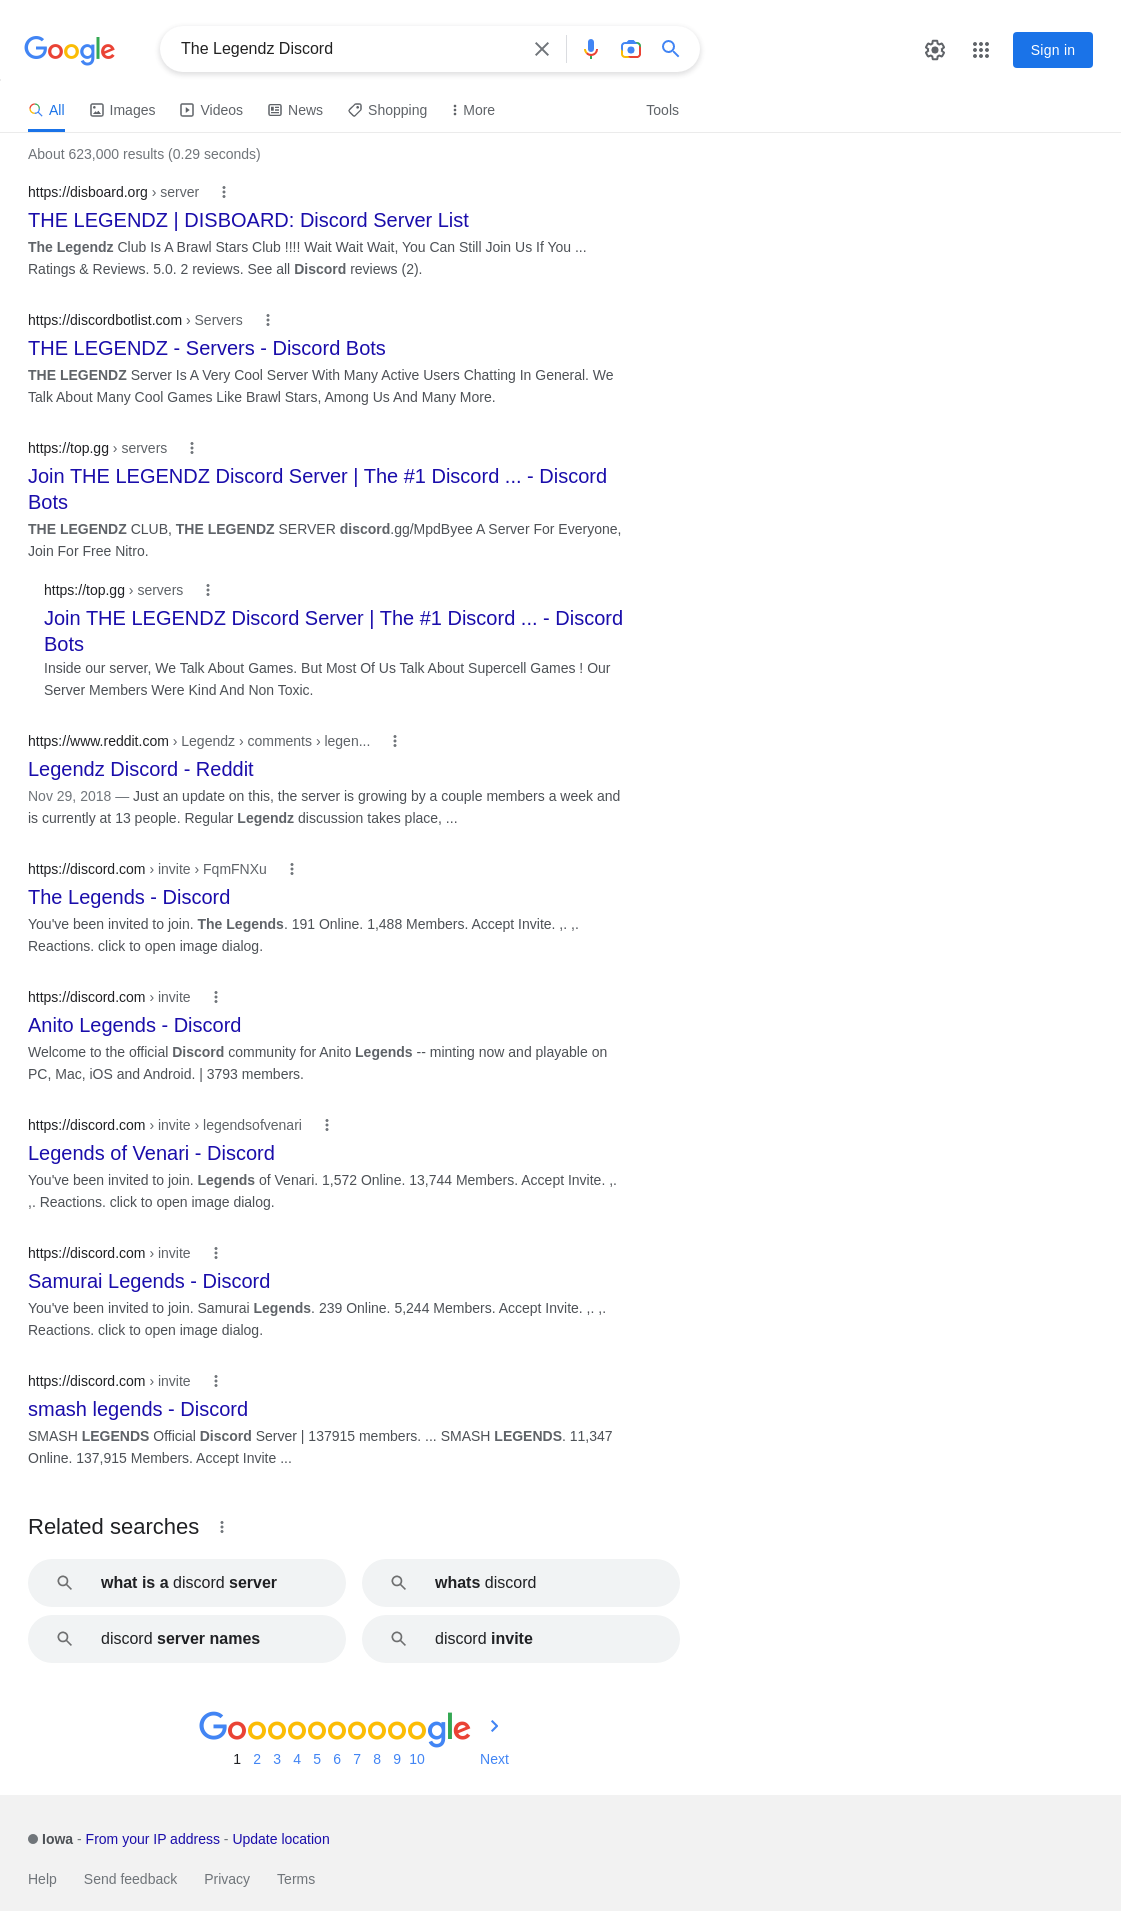 Google
The Legendz Discord
Sign in
All Images Videos News Shopping More Tools
About 623,000 results (0.29 seconds)
https://disboard.org › server
THE LEGENDZ | DISBOARD: Discord Server List
The Legendz Club Is A Brawl Stars Club !!!! Wait Wait Wait, You Can Still Join Us If You ...
Ratings & Reviews. 5.0. 2 reviews. See all Discord reviews (2).
https://discordbotlist.com › Servers
THE LEGENDZ - Servers - Discord Bots
THE LEGENDZ Server Is A Very Cool Server With Many Active Users Chatting In General. We
Talk About Many Cool Games Like Brawl Stars, Among Us And Many More.
https://top.gg › servers
Join THE LEGENDZ Discord Server | The #1 Discord ... - Discord
Bots
THE LEGENDZ CLUB, THE LEGENDZ SERVER discord.gg/MpdByee A Server For Everyone,
Join For Free Nitro.
https://top.gg › servers
Join THE LEGENDZ Discord Server | The #1 Discord ... - Discord
Bots
Inside our server, We Talk About Games. But Most Of Us Talk About Supercell Games ! Our
Server Members Were Kind And Non Toxic.
https://www.reddit.com › Legendz › comments › legen...
Legendz Discord - Reddit
Nov 29, 2018 — Just an update on this, the server is growing by a couple members a week and
is currently at 13 people. Regular Legendz discussion takes place, ...
https://discord.com › invite › FqmFNXu
The Legends - Discord
You've been invited to join. The Legends. 191 Online. 1,488 Members. Accept Invite. ,. ,.
Reactions. click to open image dialog.
https://discord.com › invite
Anito Legends - Discord
Welcome to the official Discord community for Anito Legends -- minting now and playable on
PC, Mac, iOS and Android. | 3793 members.
https://discord.com › invite › legendsofvenari
Legends of Venari - Discord
You've been invited to join. Legends of Venari. 1,572 Online. 13,744 Members. Accept Invite. ,.
,. Reactions. click to open image dialog.
https://discord.com › invite
Samurai Legends - Discord
You've been invited to join. Samurai Legends. 239 Online. 5,244 Members. Accept Invite. ,. ,.
Reactions. click to open image dialog.
https://discord.com › invite
smash legends - Discord
SMASH LEGENDS Official Discord Server | 137915 members. ... SMASH LEGENDS. 11,347
Online. 137,915 Members. Accept Invite ...
Related searches
what is a discord server
whats discord
discord server names
discord invite
Goooooooooogle
1 2 3 4 5 6 7 8 9 10 Next
Iowa - From your IP address - Update location
Help Send feedback Privacy Terms